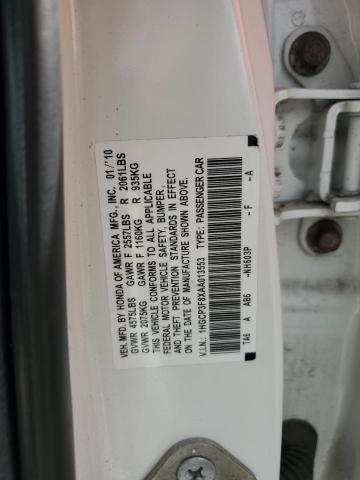 VEH. MFD. BY HONDA OF AMERICA MFG., INC. 01/'10
GVWR 4575LBS GAWR F 2557LBS R 2061LBS
GVWR 2075KG GAWR F 1160KG R 935KG
THIS VEHICLE CONFORMS TO ALL APPLICABLE
FEDERAL MOTOR VEHICLE SAFETY, BUMPER,
AND THEFT PREVENTION STANDARDS IN EFFECT
ON THE DATE OF MANUFACTURE SHOWN ABOVE.
V.I.N.: 1HGCP3F8XAA013553 TYPE: PASSENGER CAR
TA6 A AB6 -NH603P -F -A